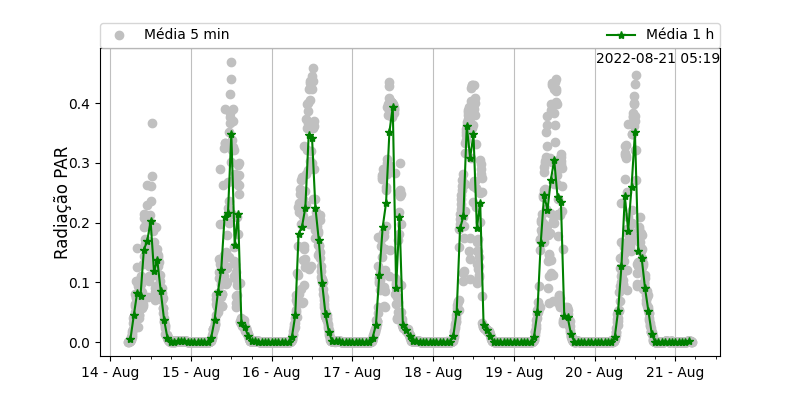 Média 5 min
Média 1 h
2022-08-21 05:19
Radiação PAR
0.4
0.3
0.2
0.1
0.0
14 - Aug
15 - Aug
16 - Aug
17 - Aug
18 - Aug
19 - Aug
20 - Aug
21 - Aug